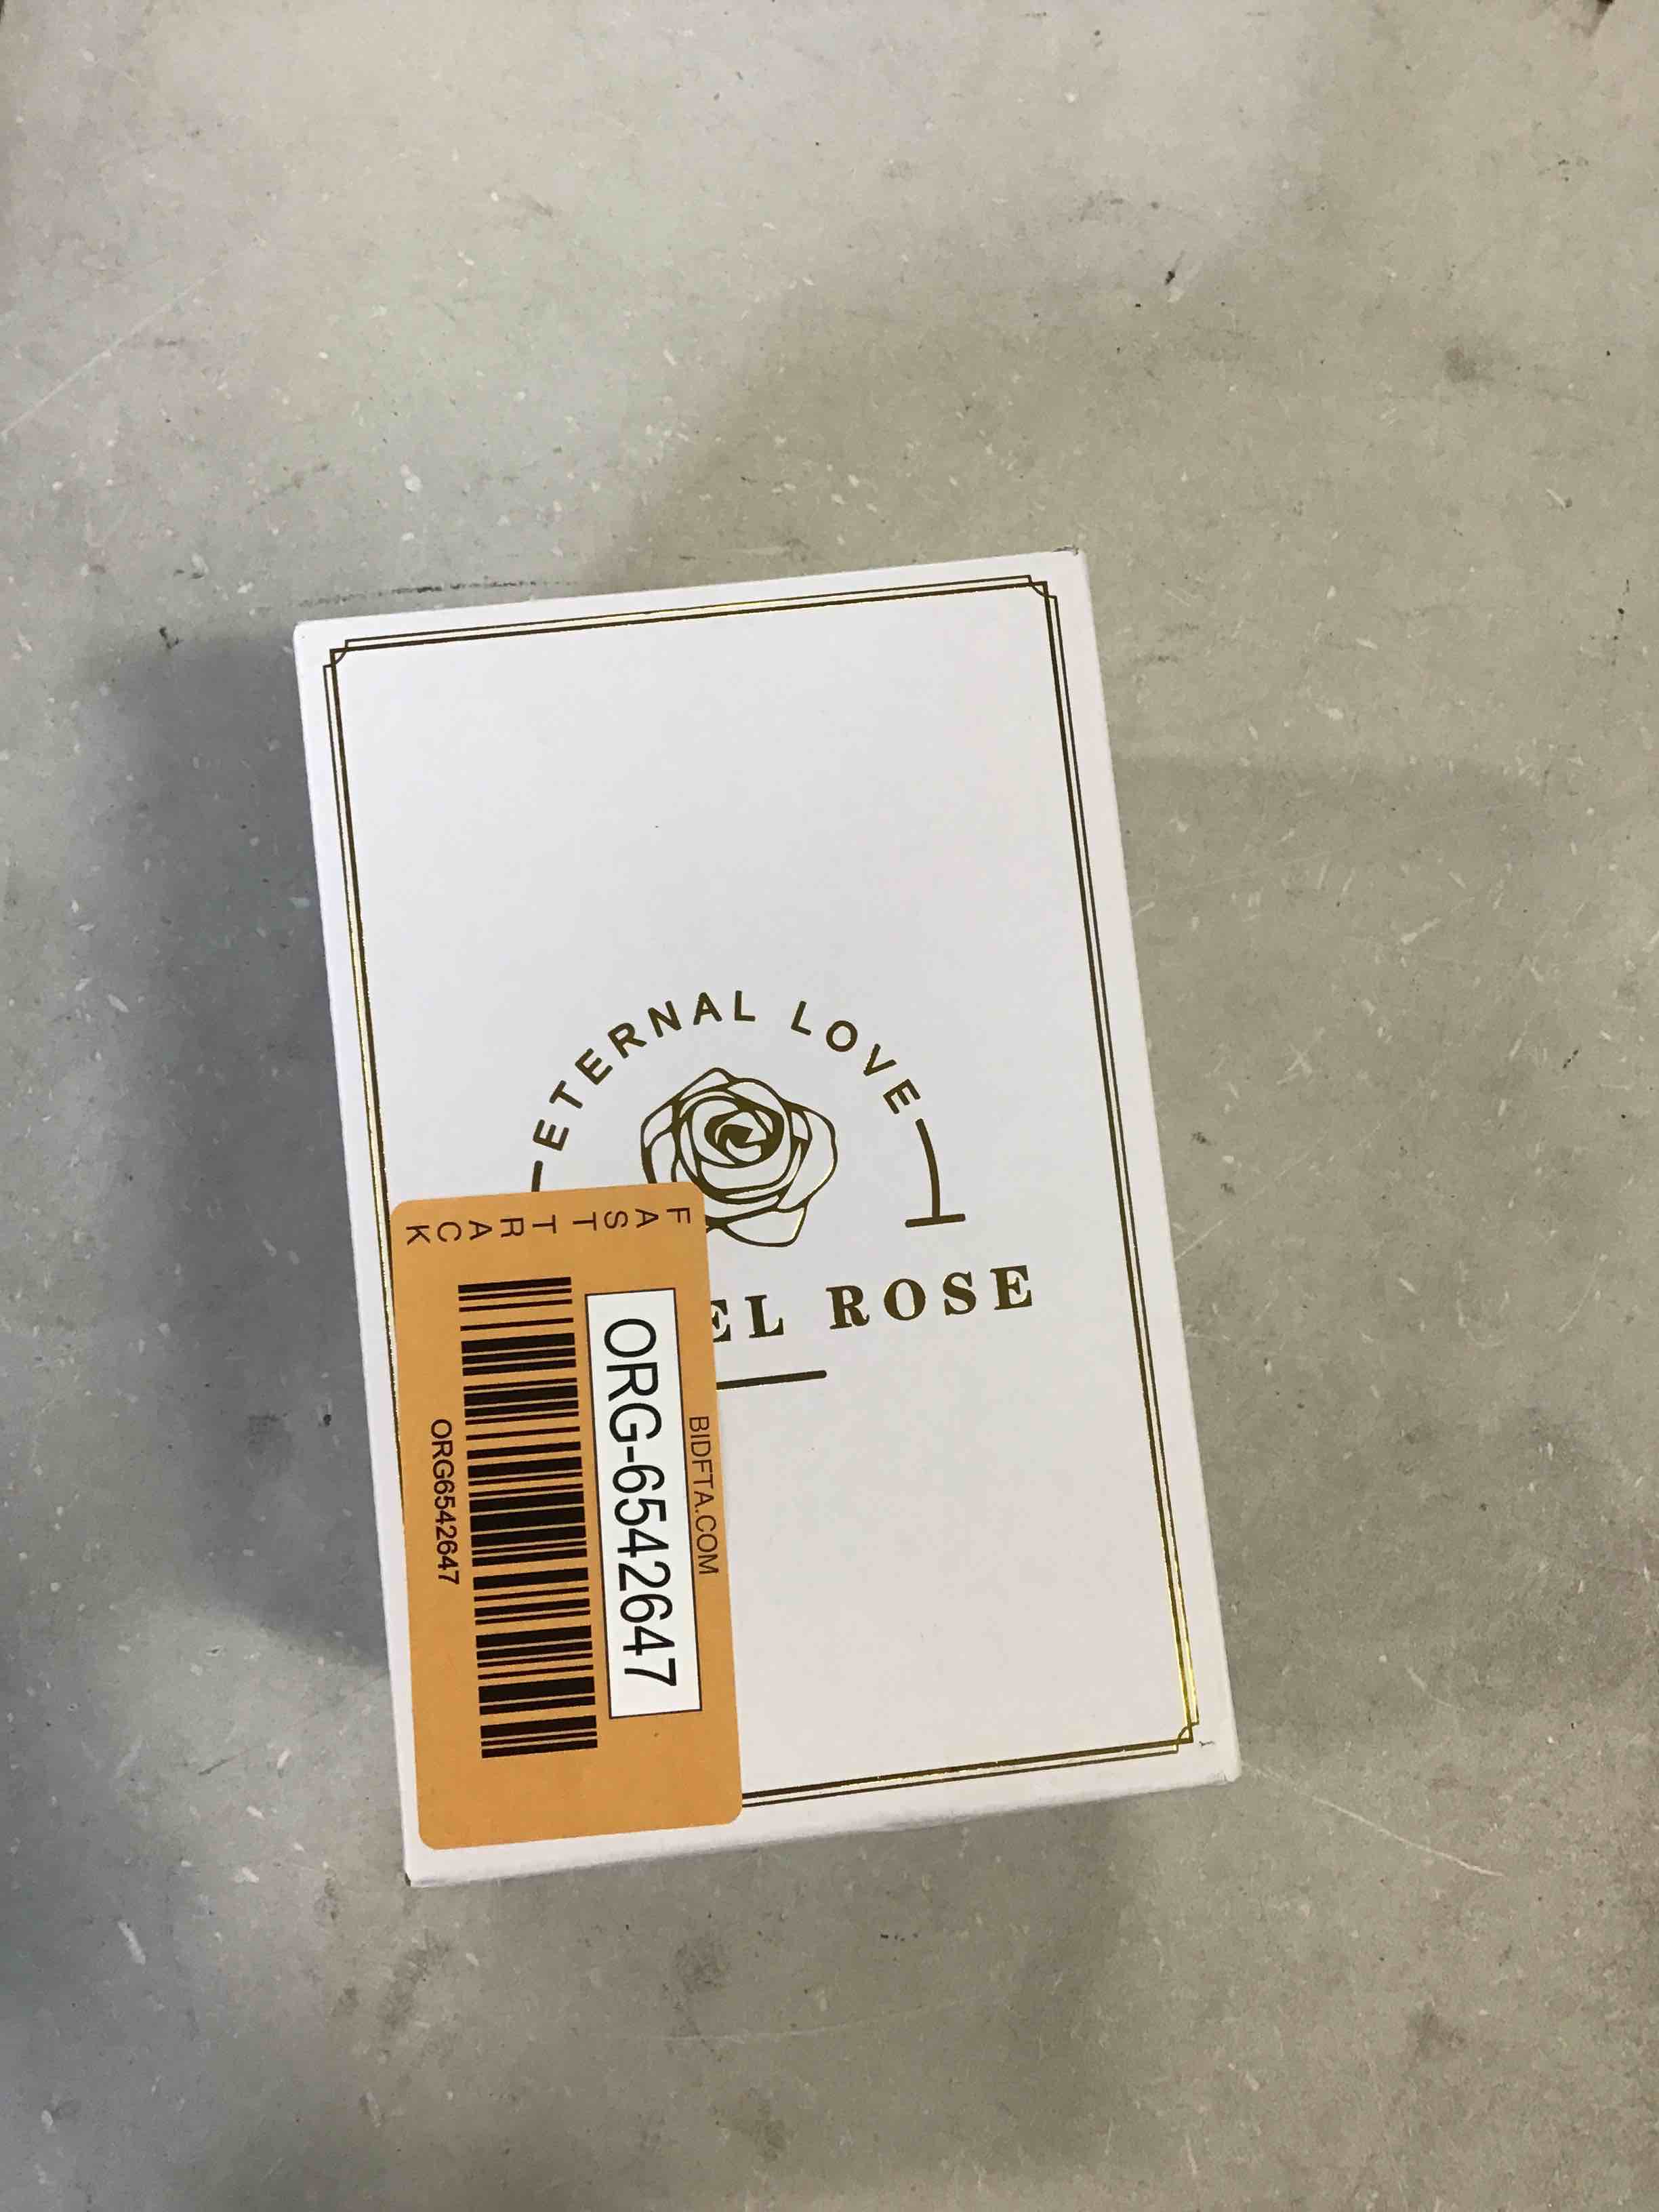 ETERNAL LOVE
EL ROSE
FAST TRACK
BIDFTA.COM
ORG-6542647
ORG6542647